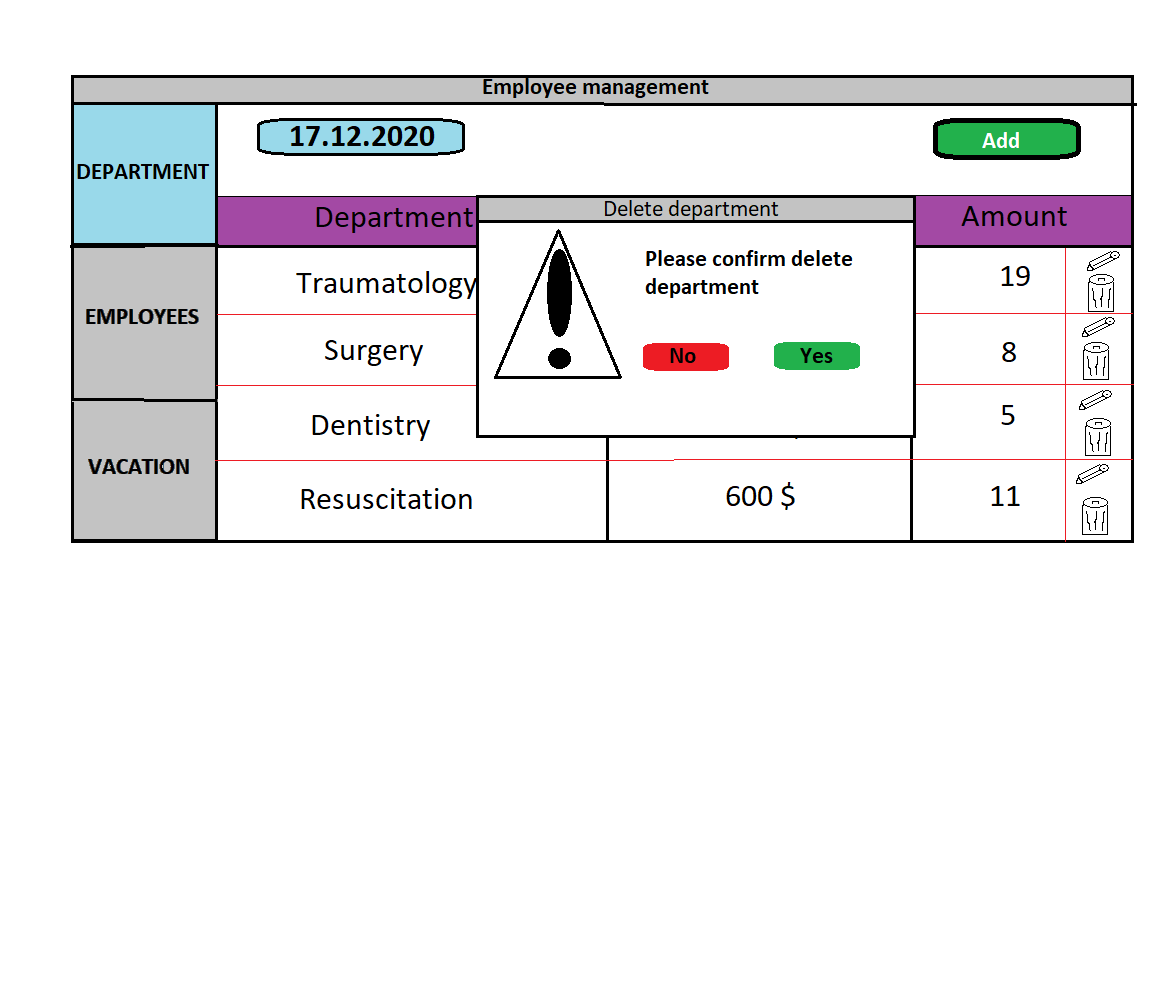 Employee management
DEPARTMENT
17.12.2020
Add
Department
Delete department
Amount
Please confirm delete
department
No
Yes
Traumatology
19
EMPLOYEES
Surgery
8
Dentistry
5
VACATION
Resuscitation
600 $
11